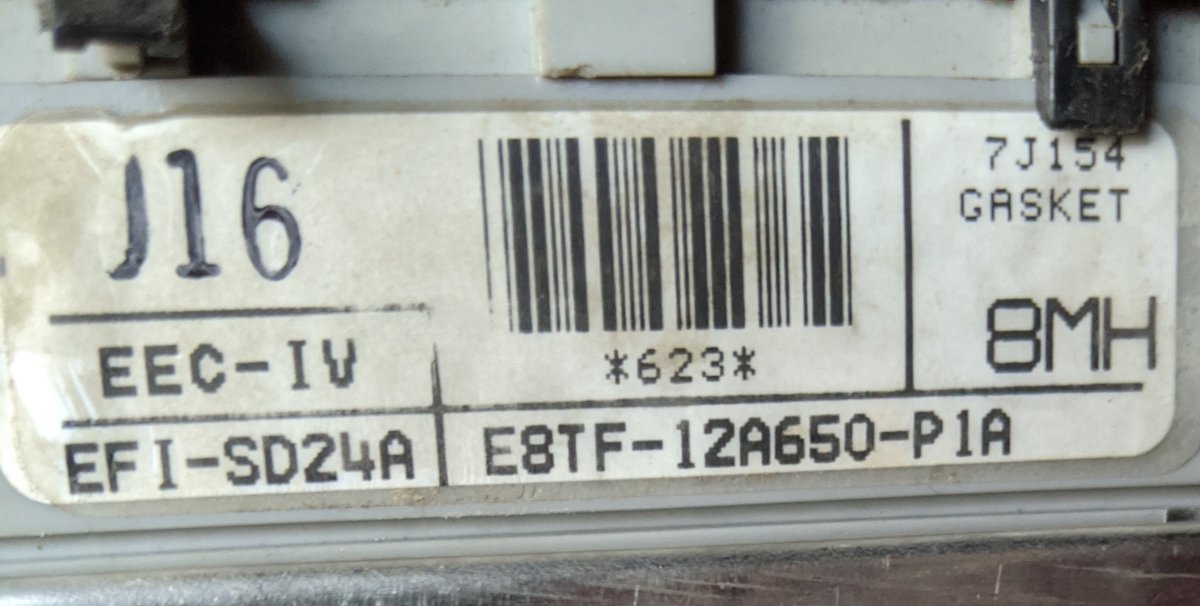 J16
7J154
GASKET
8MH
EEC-IV
*623*
EFI-SD24A
E8TF-12A650-P1A